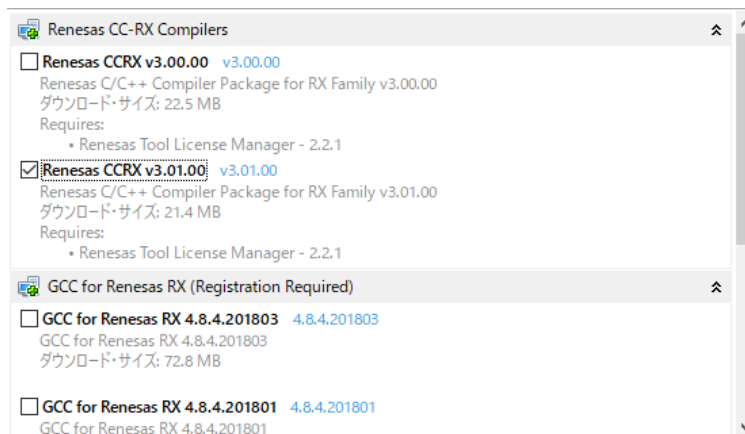 Renesas CC-RX Compilers
Renesas CCRX v3.00.00 v3.00.00
Renesas C/C++ Compiler Package for RX Family v3.00.00
ダウンロード・サイズ: 22.5 MB
Requires:
• Renesas Tool License Manager - 2.2.1
Renesas CCRX v3.01.00 v3.01.00
Renesas C/C++ Compiler Package for RX Family v3.01.00
ダウンロード・サイズ: 21.4 MB
Requires:
• Renesas Tool License Manager - 2.2.1
GCC for Renesas RX (Registration Required)
GCC for Renesas RX 4.8.4.201803 4.8.4.201803
GCC for Renesas RX 4.8.4.201803
ダウンロード・サイズ: 72.8 MB
GCC for Renesas RX 4.8.4.201801 4.8.4.201801
GCC for Renesas RX 4.8.4.201801